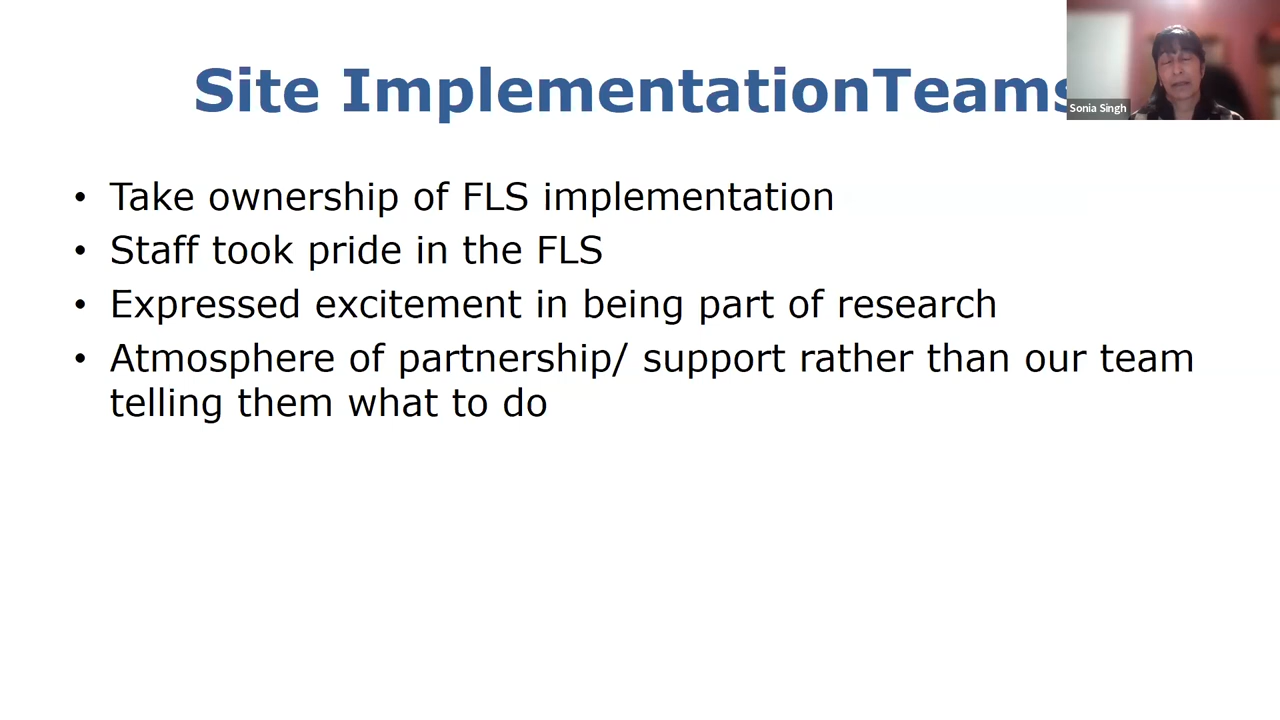 Site ImplementationTeams
Sonia Singh
• Take ownership of FLS implementation
• Staff took pride in the FLS
• Expressed excitement in being part of research
• Atmosphere of partnership/ support rather than our team
telling them what to do